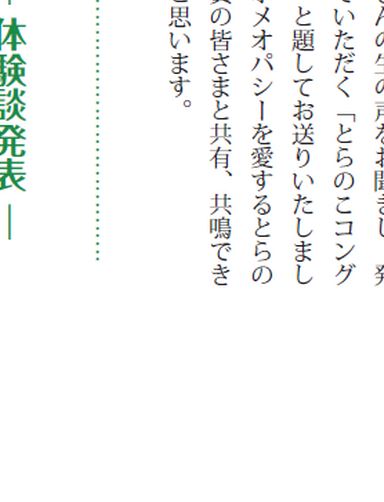 の生の声をお聞きし、発
ていただく「とらのこコング
と題してお送りいたしまし
メオパシーを愛するとらの
の皆さまと共有、共鳴でき
思います。
体験談発表 ―